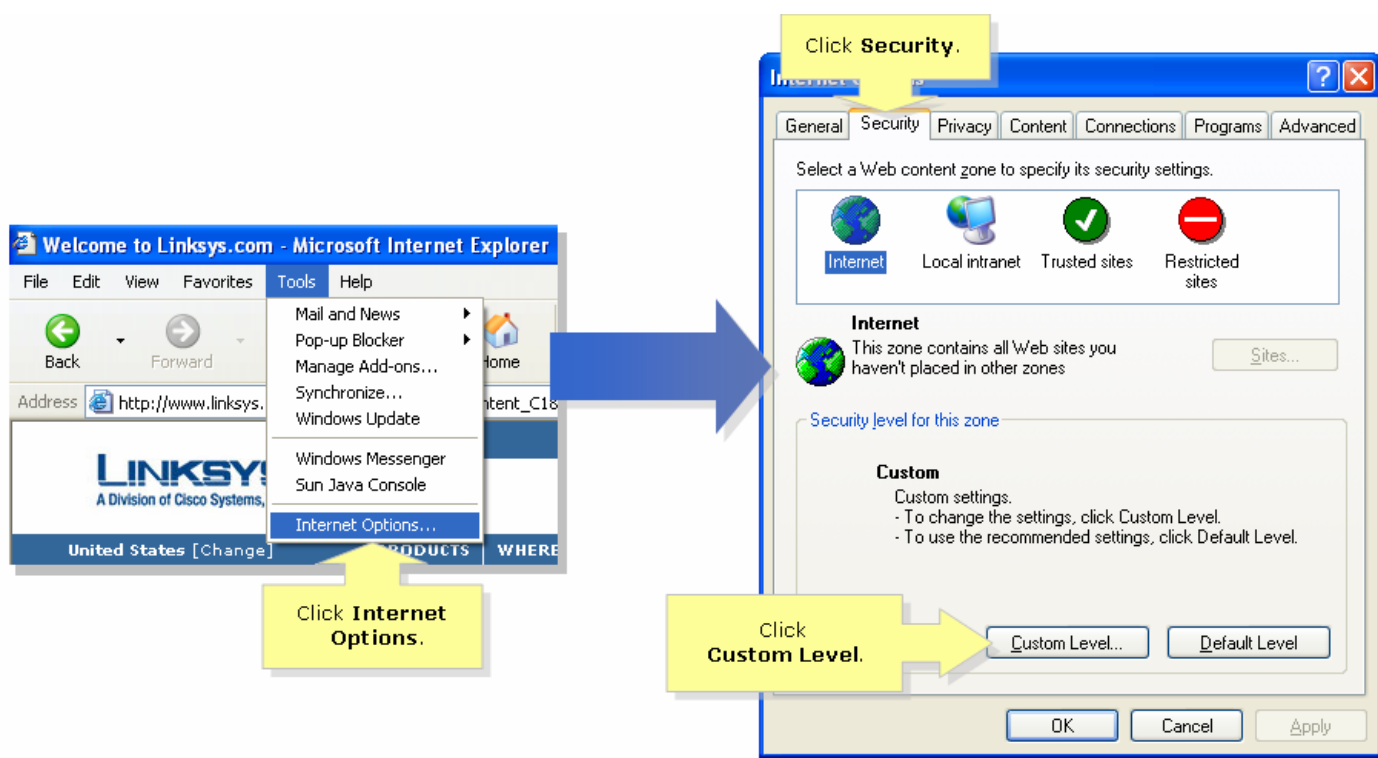 Welcome to Linksys.com - Microsoft Internet Explorer
File Edit View Favorites Tools Help
Back Forward Home
Mail and News
Pop-up Blocker
Manage Add-ons...
Synchronize...
Windows Update
Windows Messenger
Sun Java Console
Internet Options...
Address http://www.linksys.
LINKSYS
A Division of Cisco Systems,
United States [Change] PRODUCTS WHERE
Click Internet
Options.
Click Security.
General Security Privacy Content Connections Programs Advanced
Select a Web content zone to specify its security settings.
Internet Local intranet Trusted sites Restricted
sites
Internet
This zone contains all Web sites you
haven't placed in other zones
Sites...
Security level for this zone
Custom
Custom settings.
- To change the settings, click Custom Level.
- To use the recommended settings, click Default Level.
Click
Custom Level.
Custom Level... Default Level
OK Cancel Apply